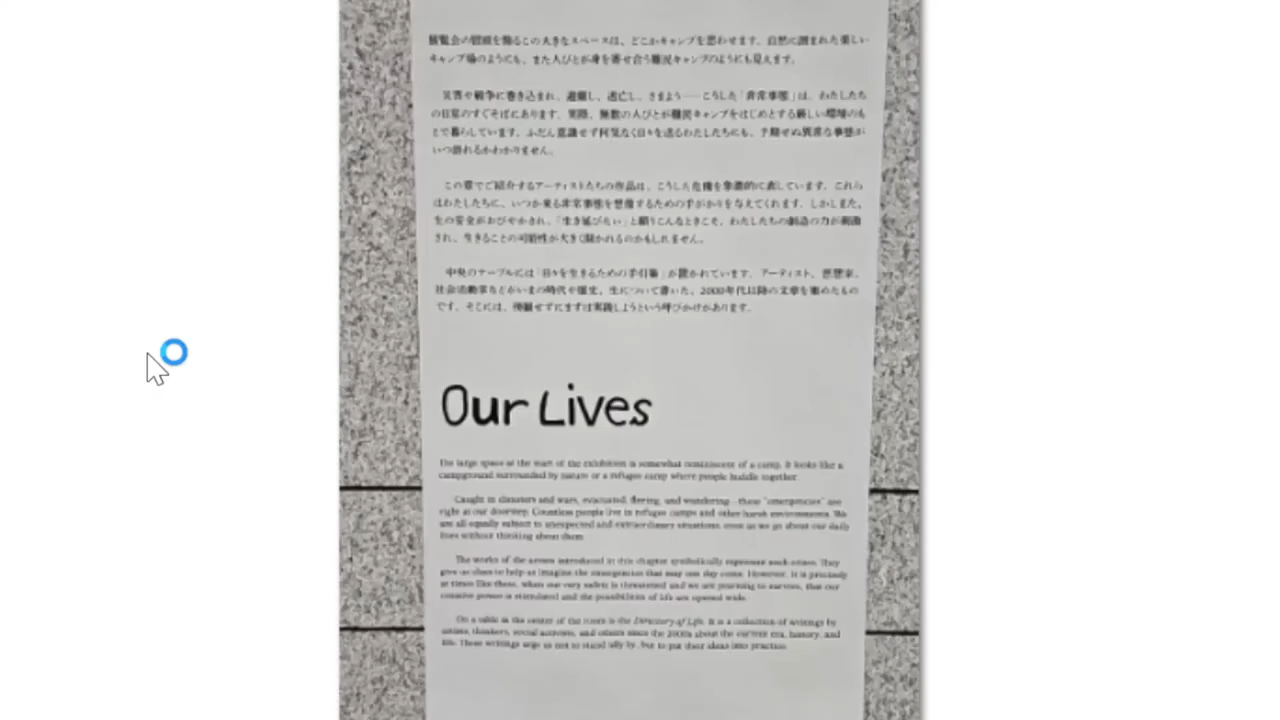 展覧会の冒頭を飾るこの大きなスペースは、どこかキャンプを思わせます。自然に囲まれた楽しい
キャンプ場のようにも、また人びとが身を寄せ合う難民キャンプのようにも見えます。
災害や戦争に巻き込まれ、避難し、逃亡し、さまよう──こうした「非常事態」は、わたしたち
の日常のすぐそばにあります。実際、無数の人びとが難民キャンプをはじめとする厳しい環境のも
とで暮らしています。ふだん意識せず何気なく日々を送るわたしたちにも、予期せぬ異常な事態が
いつ訪れるかわかりません。
この章でご紹介するアーティストたちの作品は、こうした危機を象徴的に表しています。これら
はわたしたちに、いつか来る非常事態を想像するための手がかりを与えてくれます。しかしまた、
生の安全がおびやかされ、「生き延びたい」と願うこんなときこそ、わたしたちの創造の力が刺激
され、生きることの可能性が大きく開かれるのかもしれません。
中央のテーブルには「日々を生きるための手引集」が置かれています。アーティスト、思想家、
社会活動家などがいまの時代や歴史、生について書いた、2000年代以降の文章を集めたもの
です。そこには、傍観せずにまずは実践しようという呼びかけがあります。
Our Lives
The large space at the start of the exhibition is somewhat reminiscent of a camp. It looks like a
campground surrounded by nature or a refugee camp where people huddle together.
Caught in disasters and wars, evacuated, fleeing, and wandering—these "emergencies" are
right at our doorstep. Countless people live in refugee camps and other harsh environments. We
are all equally subject to unexpected and extraordinary situations, even as we go about our daily
lives without thinking about them.
The works of the artists introduced in this chapter symbolically represent such crises. They
give us clues to help us imagine the emergencies that may one day come. However, it is precisely
at times like these, when our very safety is threatened and we are yearning to survive, that our
creative power is stimulated and the possibilities of life are opened wide.
On a table in the center of the room is the Directory of Life. It is a collection of writings by
artists, thinkers, social activists, and others since the 2000s about the current era, history, and
life. These writings urge us not to stand idly by, but to put their ideas into practice.